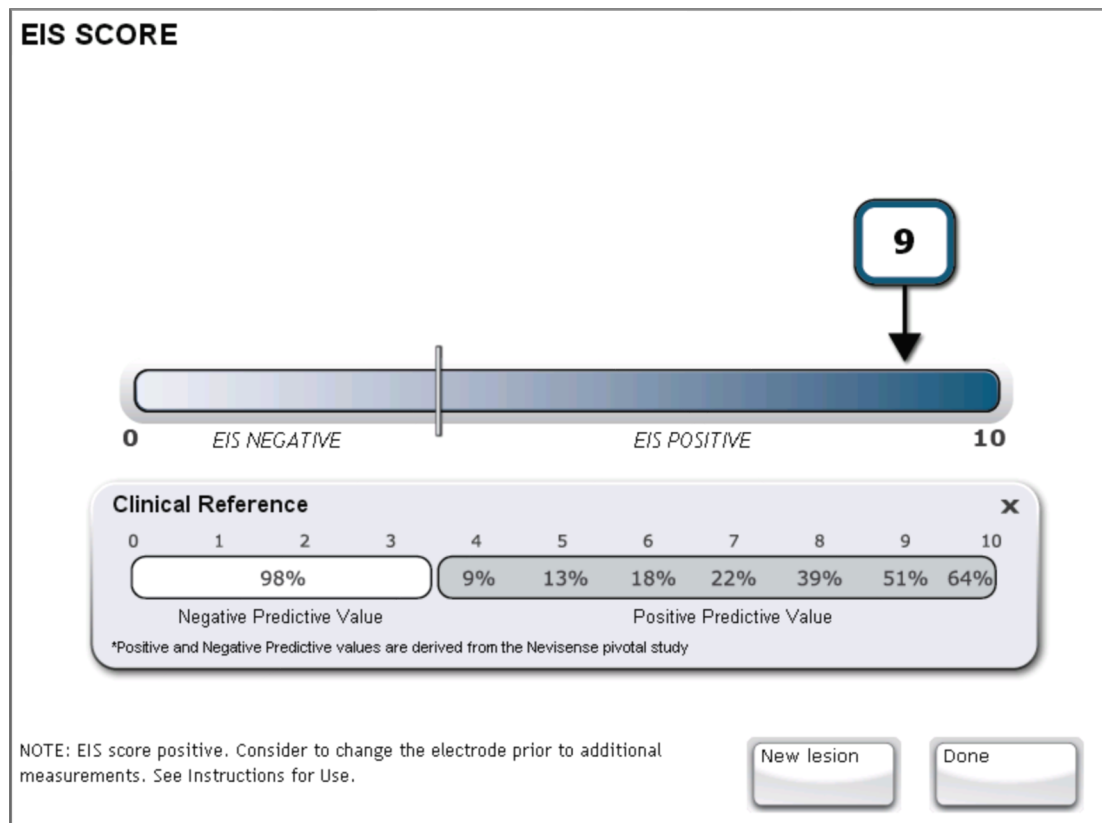 EIS SCORE
9
0 EIS NEGATIVE EIS POSITIVE 10
Clinical Reference X
0 1 2 3 4 5 6 7 8 9 10
98% 9% 13% 18% 22% 39% 51% 64%
Negative Predictive Value Positive Predictive Value
*Positive and Negative Predictive values are derived from the Nevisense pivotal study
NOTE: EIS score positive. Consider to change the electrode prior to additional
measurements. See Instructions for Use.
New lesion Done